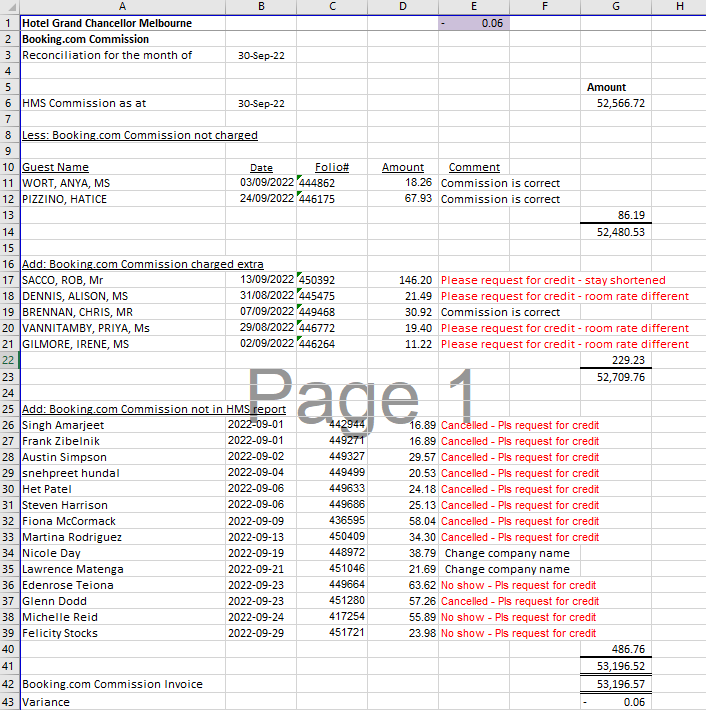 A B C D E F G H
1 Hotel Grand Chancellor Melbourne - 0.06
2 Booking.com Commission
3 Reconciliation for the month of 30-Sep-22
4
5 Amount
6 HMS Commission as at 30-Sep-22 52,566.72
7
8 Less: Booking.com Commission not charged
9
10 Guest Name Date Folio# Amount Comment
11 WORT, ANYA, MS 03/09/2022 444862 18.26 Commission is correct
12 PIZZINO, HATICE 24/09/2022 446175 67.93 Commission is correct
13 86.19
14 52,480.53
15
16 Add: Booking.com Commission charged extra
17 SACCO, ROB, Mr 13/09/2022 450392 146.20 Please request for credit - stay shortened
18 DENNIS, ALISON, MS 31/08/2022 445475 21.49 Please request for credit - room rate different
19 BRENNAN, CHRIS, MR 07/09/2022 449468 30.92 Commission is correct
20 VANNITAMBY, PRIYA, Ms 29/08/2022 446772 19.40 Please request for credit - room rate different
21 GILMORE, IRENE, MS 02/09/2022 446264 11.22 Please request for credit - room rate different
22 229.23
23 52,709.76
24
Page 1
25 Add: Booking.com Commission not in HMS report
26 Singh Amarjeet 2022-09-01 442944 16.89 Cancelled - Pls request for credit
27 Frank Zibelnik 2022-09-01 449271 16.89 Cancelled - Pls request for credit
28 Austin Simpson 2022-09-02 449327 29.57 Cancelled - Pls request for credit
29 snehpreet hundal 2022-09-04 449499 20.53 Cancelled - Pls request for credit
30 Het Patel 2022-09-06 449633 24.18 Cancelled - Pls request for credit
31 Steven Harrison 2022-09-06 449686 25.13 Cancelled - Pls request for credit
32 Fiona McCormack 2022-09-09 436595 58.04 Cancelled - Pls request for credit
33 Martina Rodriguez 2022-09-13 450409 34.30 Cancelled - Pls request for credit
34 Nicole Day 2022-09-19 448972 38.79 Change company name
35 Lawrence Matenga 2022-09-21 451046 21.69 Change company name
36 Edenrose Teiona 2022-09-23 449664 63.62 No show - Pls request for credit
37 Glenn Dodd 2022-09-23 451280 57.26 Cancelled - Pls request for credit
38 Michelle Reid 2022-09-24 417254 55.89 No show - Pls request for credit
39 Felicity Stocks 2022-09-29 451721 23.98 No show - Pls request for credit
40 486.76
41 53,196.52
42 Booking.com Commission Invoice 53,196.57
43 Variance - 0.06